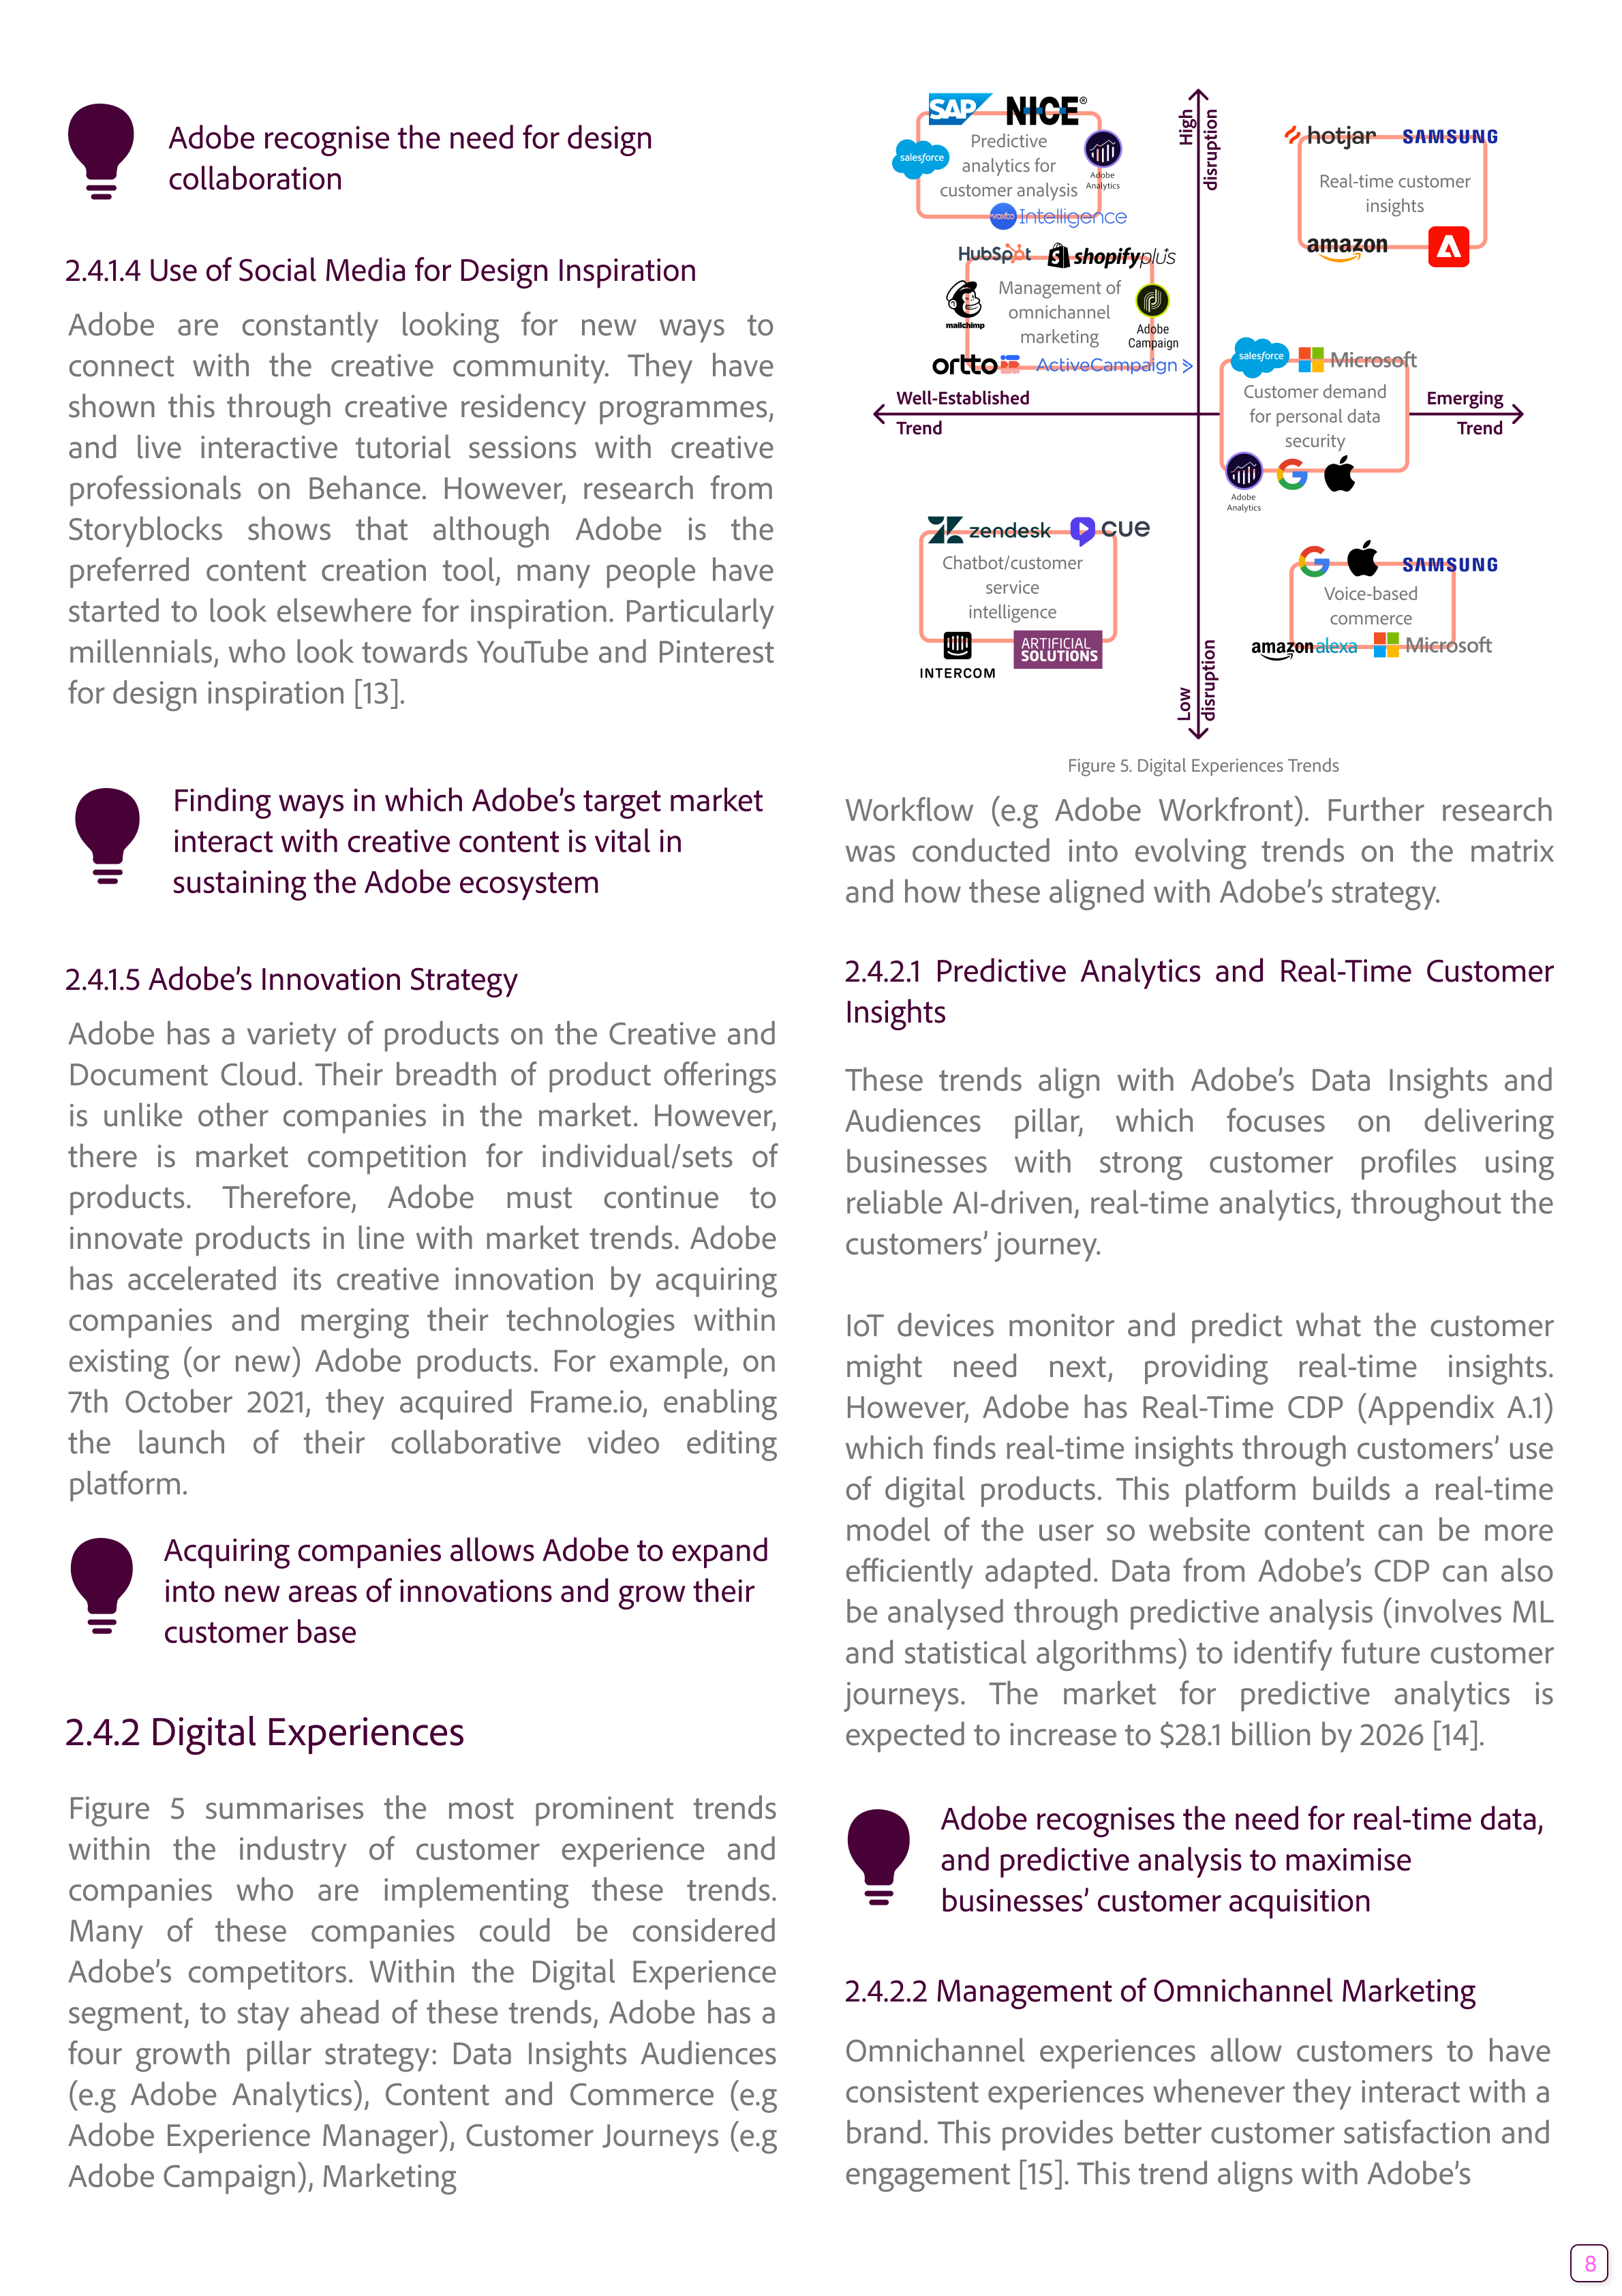 Adobe recognise the need for design
collaboration
2.4.1.4 Use of Social Media for Design Inspiration
Adobe are constantly looking for new ways to
connect with the creative community. They have
shown this through creative residency programmes,
and live interactive tutorial sessions with creative
professionals on Behance. However, research from
Storyblocks shows that although Adobe is the
preferred content creation tool, many people have
started to look elsewhere for inspiration. Particularly
millennials, who look towards YouTube and Pinterest
for design inspiration [13].
Finding ways in which Adobe's target market
interact with creative content is vital in
sustaining the Adobe ecosystem
2.4.1.5 Adobe's Innovation Strategy
Adobe has a variety of products on the Creative and
Document Cloud. Their breadth of product offerings
is unlike other companies in the market. However,
there is market competition for individual/sets of
products. Therefore, Adobe must continue to
innovate products in line with market trends. Adobe
has accelerated its creative innovation by acquiring
companies and merging their technologies within
existing (or new) Adobe products. For example, on
7th October 2021, they acquired Frame.io, enabling
the launch of their collaborative video editing
platform.
Acquiring companies allows Adobe to expand
into new areas of innovations and grow their
customer base
2.4.2 Digital Experiences
Figure 5 summarises the most prominent trends
within the industry of customer experience and
companies who are implementing these trends.
Many of these companies could be considered
Adobe's competitors. Within the Digital Experience
segment, to stay ahead of these trends, Adobe has a
four growth pillar strategy: Data Insights Audiences
(e.g Adobe Analytics), Content and Commerce (e.g
Adobe Experience Manager), Customer Journeys (e.g
Adobe Campaign), Marketing
SAP NICE®
salesforce
Predictive
analytics for
customer analysis
Adobe
Analytics
voxco Intelligence
HubSpot shopifyplus
mailchimp
Management of
omnichannel
marketing
Adobe
Campaign
ortto ActiveCampaign >
High
disruption
hotjar SAMSUNG
Real-time customer
insights
amazon
Well-Established
Trend
salesforce Microsoft
Customer demand
for personal data
security
Adobe
Analytics
Emerging
Trend
zendesk cue
Chatbot/customer
service
intelligence
INTERCOM
ARTIFICIAL
SOLUTIONS
SAMSUNG
Voice-based
commerce
amazon alexa Microsoft
Low
disruption
Figure 5. Digital Experiences Trends
Workflow (e.g Adobe Workfront). Further research
was conducted into evolving trends on the matrix
and how these aligned with Adobe's strategy.
2.4.2.1 Predictive Analytics and Real-Time Customer
Insights
These trends align with Adobe's Data Insights and
Audiences pillar, which focuses on delivering
businesses with strong customer profiles using
reliable AI-driven, real-time analytics, throughout the
customers' journey.
IoT devices monitor and predict what the customer
might need next, providing real-time insights.
However, Adobe has Real-Time CDP (Appendix A.1)
which finds real-time insights through customers' use
of digital products. This platform builds a real-time
model of the user so website content can be more
efficiently adapted. Data from Adobe's CDP can also
be analysed through predictive analysis (involves ML
and statistical algorithms) to identify future customer
journeys. The market for predictive analytics is
expected to increase to $28.1 billion by 2026 [14].
Adobe recognises the need for real-time data,
and predictive analysis to maximise
businesses' customer acquisition
2.4.2.2 Management of Omnichannel Marketing
Omnichannel experiences allow customers to have
consistent experiences whenever they interact with a
brand. This provides better customer satisfaction and
engagement [15]. This trend aligns with Adobe's
8